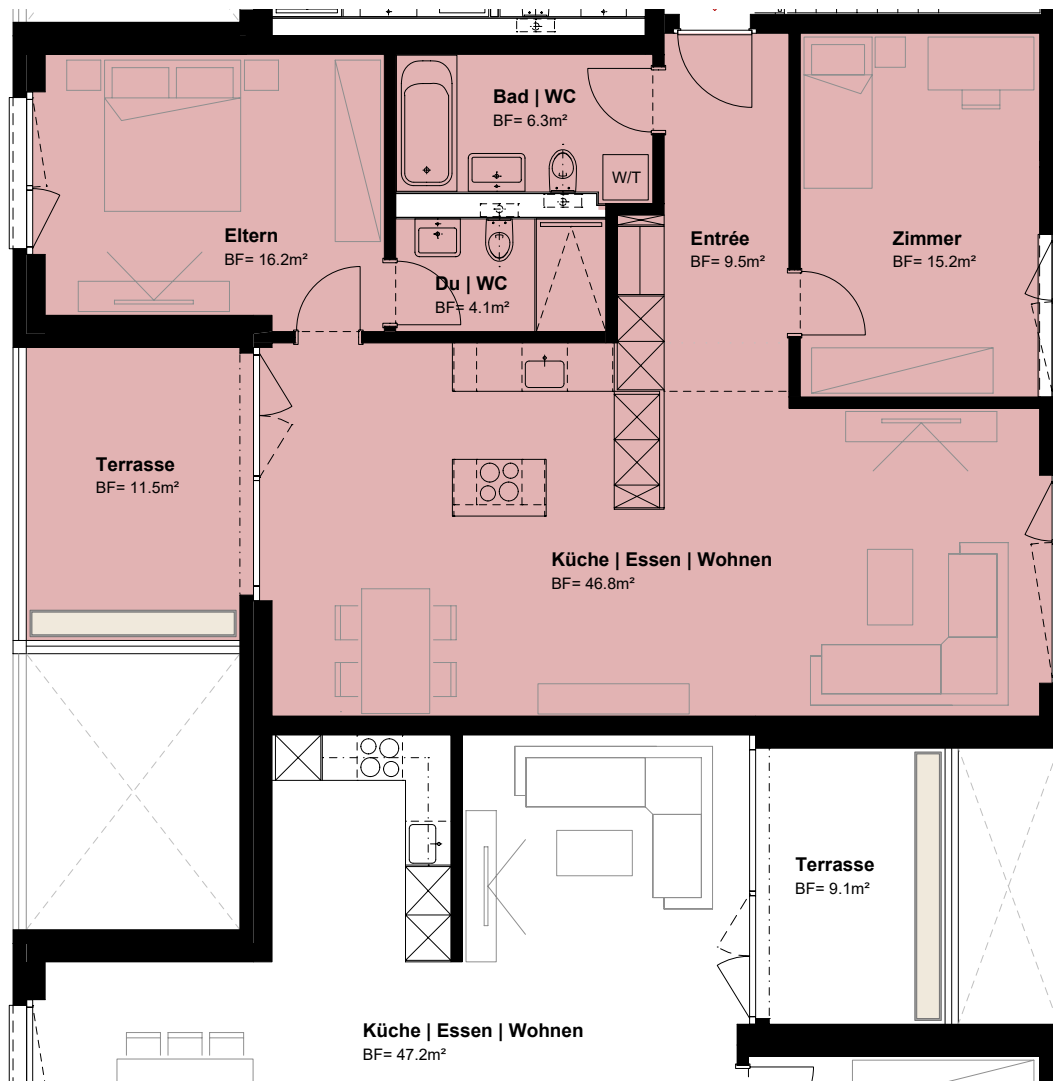 Bad | WC
BF= 6.3m²
W/T
Eltern
BF= 16.2m²
Du | WC
BF= 4.1m²
Entrée
BF= 9.5m²
Zimmer
BF= 15.2m²
Terrasse
BF= 11.5m²
Küche | Essen | Wohnen
BF= 46.8m²
Terrasse
BF= 9.1m²
Küche | Essen | Wohnen
BF= 47.2m²